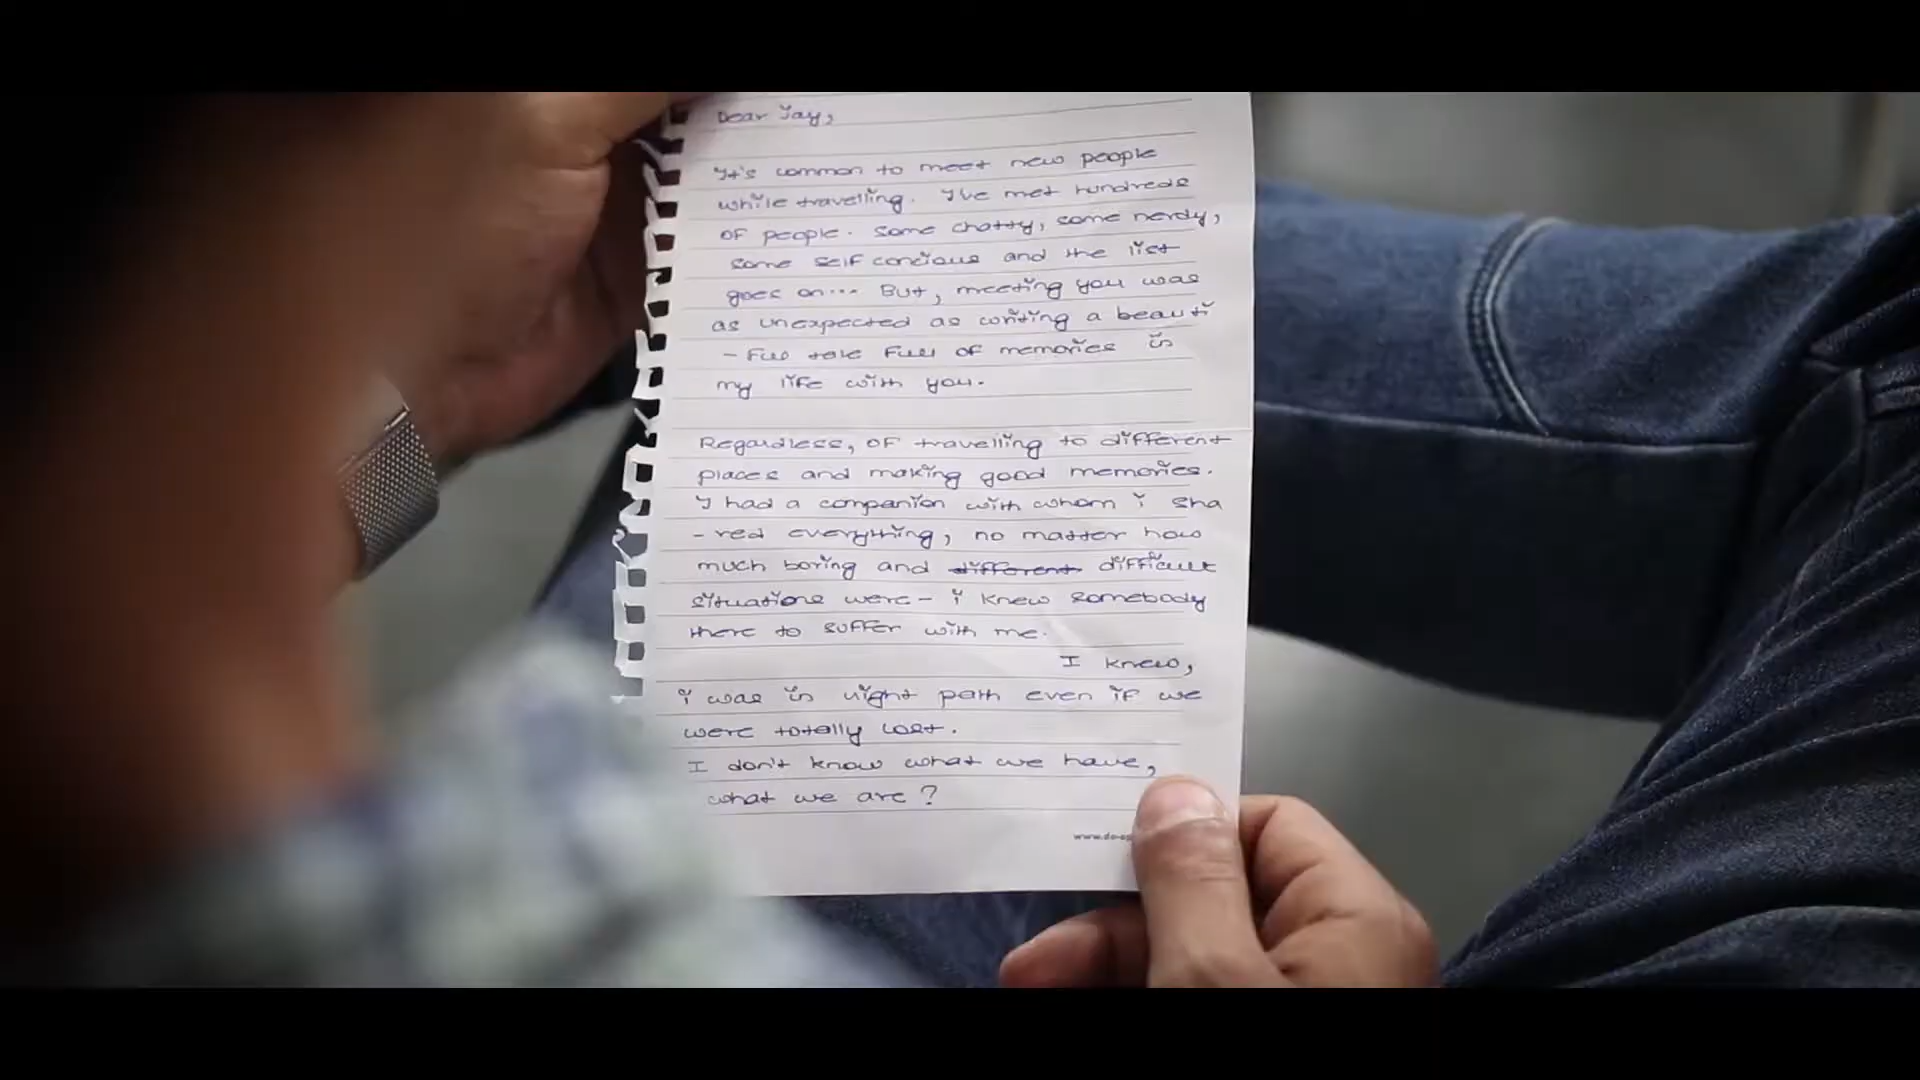 Dear Jay,
It's common to meet new people
while travelling. I've met hundreds
of people. Some chatty, some nerdy,
some self concious and the list
goes on... But, meeting you was
as unexpected as writing a beauti
-ful tale full of memories in
my life with you.
Regardless, of travelling to different
places and making good memories.
I had a companion with whom i sha
-red everything, no matter how
much boring and different difficult
situations were - i knew somebody
there to suffer with me.
I knew,
i was in right path even if we
were totally lost.
I don't know what we have,
what we are?